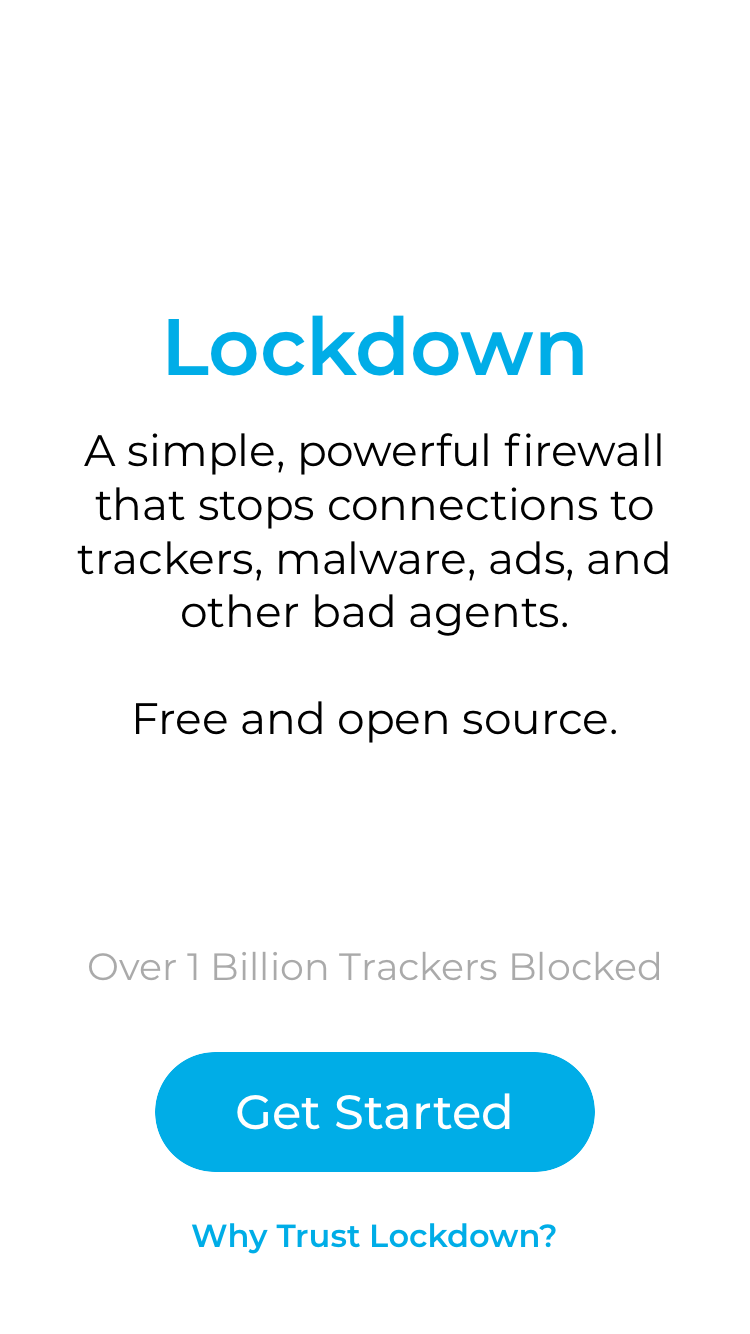 Lockdown
A simple, powerful firewall
that stops connections to
trackers, malware, ads, and
other bad agents.
Free and open source.
Over 1 Billion Trackers Blocked
Get Started
Why Trust Lockdown?